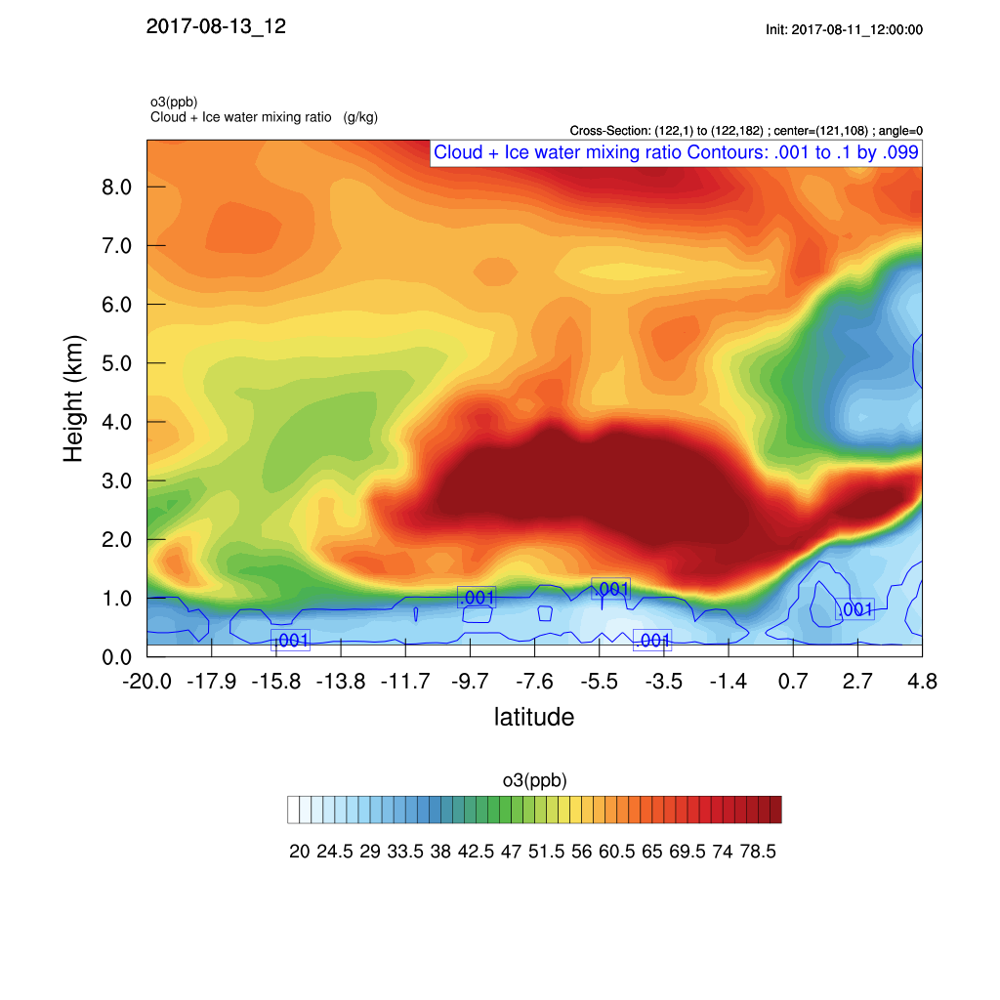 2017-08-13_12
Init: 2017-08-11_12:00:00
o3(ppb)
Cloud + Ice water mixing ratio (g/kg)
Cross-Section: (122,1) to (122,182) ; center=(121,108) ; angle=0
Cloud + Ice water mixing ratio Contours: .001 to .1 by .099
8.0
7.0
6.0
5.0
4.0
3.0
2.0
1.0
0.0
Height (km)
.001
.001
.001
.001
.001
-20.0 -17.9 -15.8 -13.8 -11.7 -9.7 -7.6 -5.5 -3.5 -1.4 0.7 2.7 4.8
latitude
o3(ppb)
20 24.5 29 33.5 38 42.5 47 51.5 56 60.5 65 69.5 74 78.5